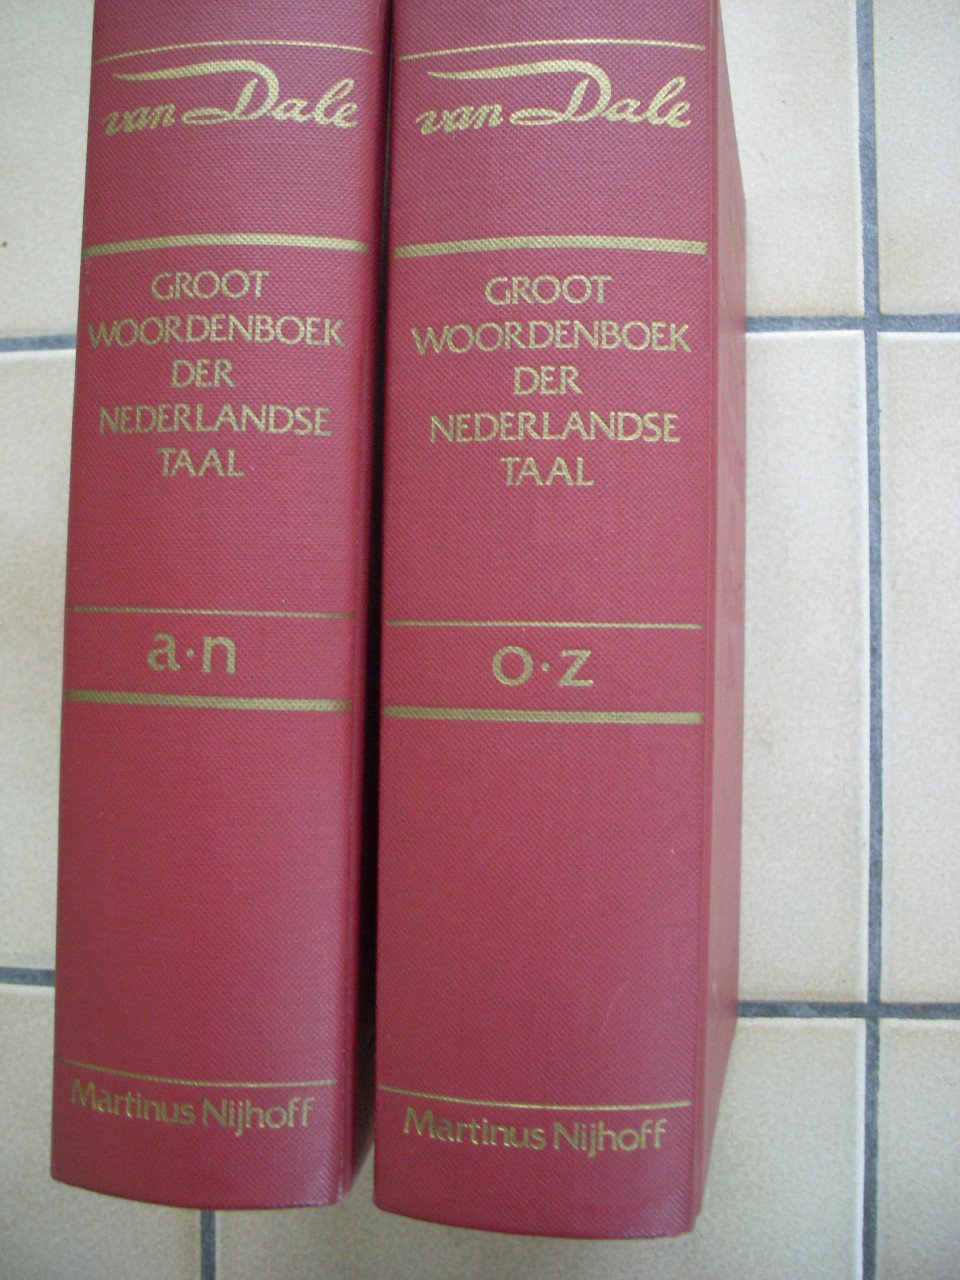 van Dale
GROOT
WOORDENBOEK
DER
NEDERLANDSE
TAAL
a·n
Martinus Nijhoff
van Dale
GROOT
WOORDENBOEK
DER
NEDERLANDSE
TAAL
o·z
Martinus Nijhoff